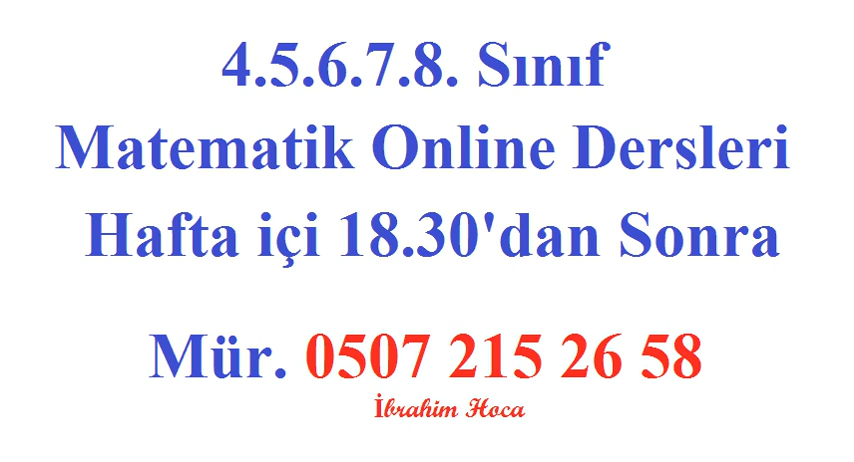 4.5.6.7.8. Sınıf
Matematik Online Dersleri
Hafta içi 18.30'dan Sonra
Mür. 0507 215 26 58
İbrahim Hoca